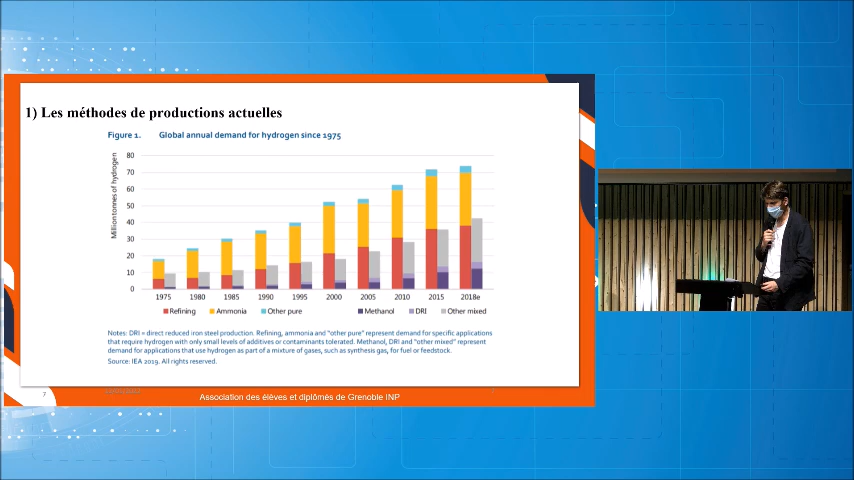 1) Les méthodes de productions actuelles
Figure 1. Global annual demand for hydrogen since 1975
Million tonnes of hydrogen
80
70
60
50
40
30
20
10
0
1975 1980 1985 1990 1995 2000 2005 2010 2015 2018e
Refining Ammonia Other pure Methanol DRI Other mixed
Notes: DRI = direct reduced iron steel production. Refining, ammonia and "other pure" represent demand for specific applications
that require hydrogen with only small levels of additives or contaminants tolerated. Methanol, DRI and "other mixed" represent
demand for applications that use hydrogen as part of a mixture of gases, such as synthesis gas, for fuel or feedstock.
Source: IEA 2019. All rights reserved.
7
Association des élèves et diplômés de Grenoble INP